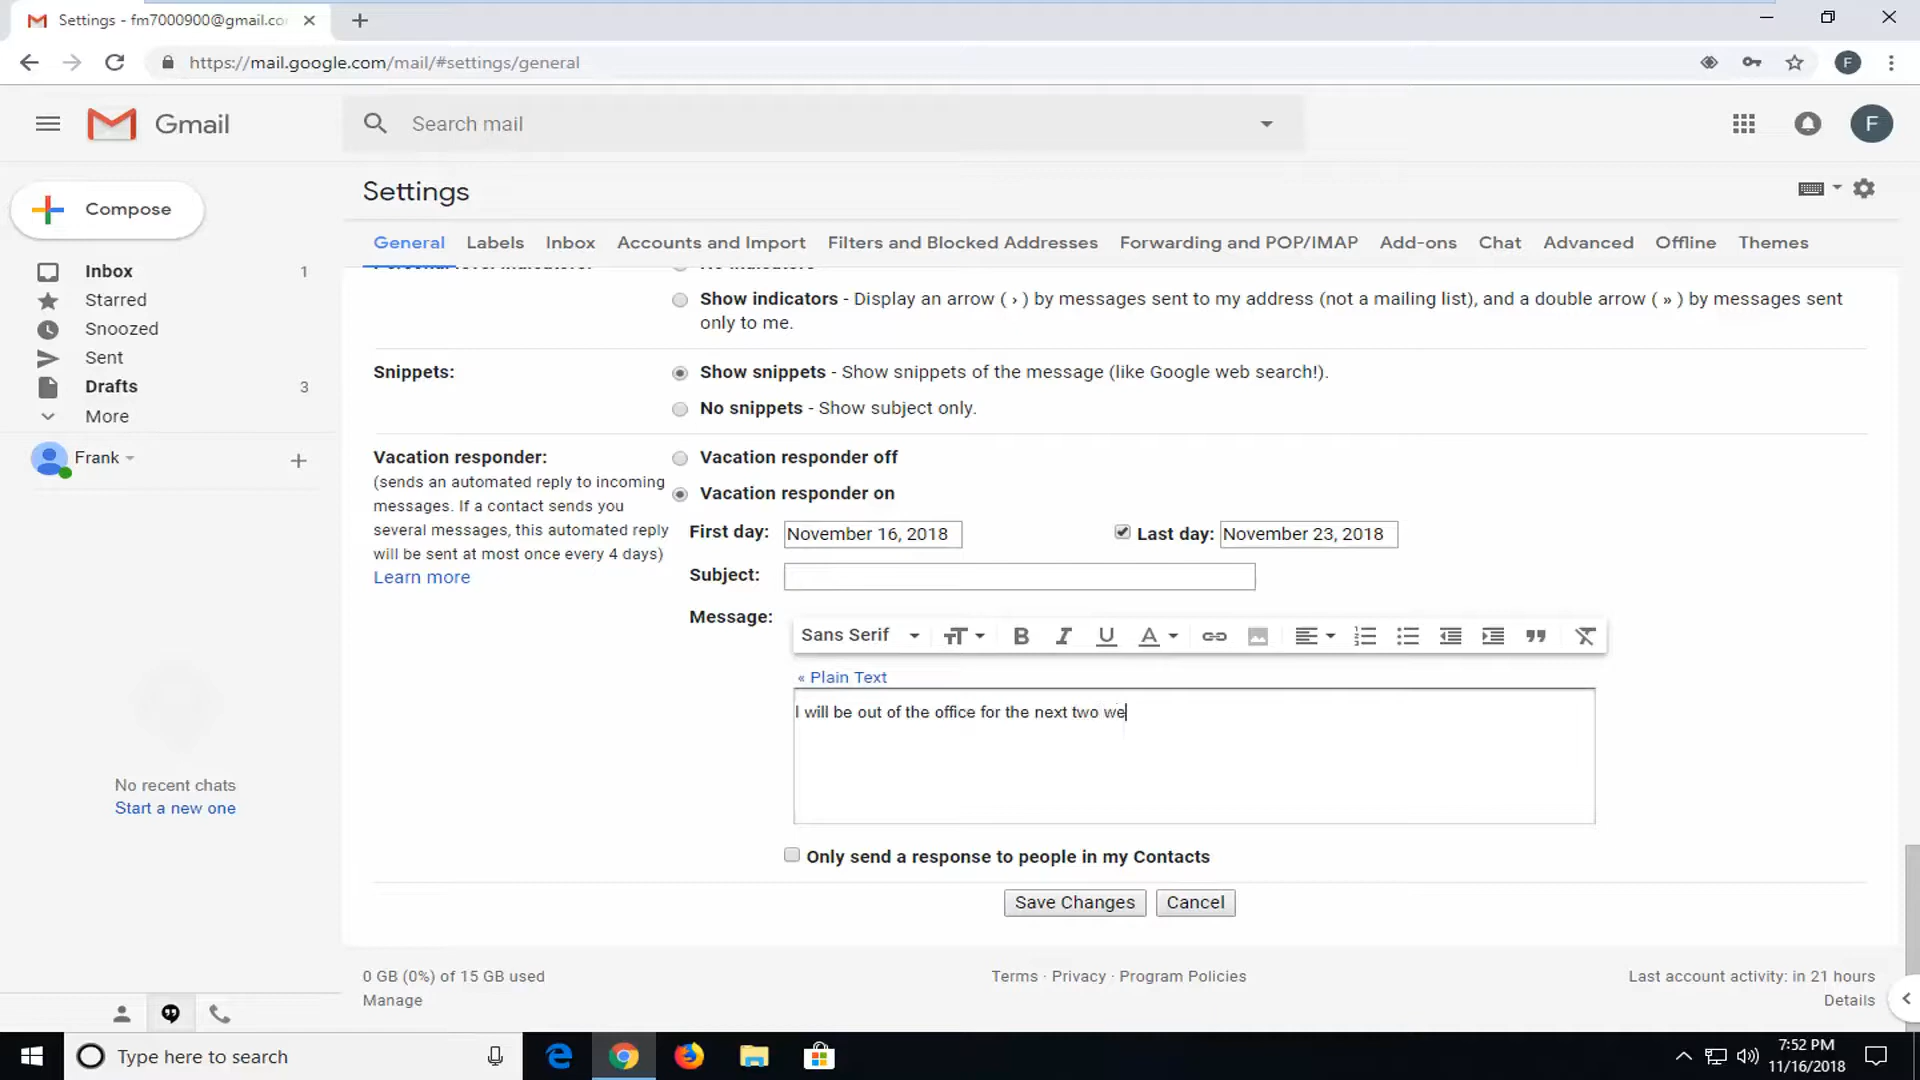 Settings - fm7000900@gmail.co
https://mail.google.com/mail/#settings/general
F
Gmail
Search mail
F
Compose
Settings
General Labels Inbox Accounts and Import Filters and Blocked Addresses Forwarding and POP/IMAP Add-ons Chat Advanced Offline Themes
Inbox 1
Starred
Snoozed
Sent
Drafts 3
More
Frank
No recent chats
Start a new one
Personal level indicators: No indicators
Show indicators - Display an arrow ( › ) by messages sent to my address (not a mailing list), and a double arrow ( » ) by messages sent
only to me.
Snippets: Show snippets - Show snippets of the message (like Google web search!).
No snippets - Show subject only.
Vacation responder:
(sends an automated reply to incoming
messages. If a contact sends you
several messages, this automated reply
will be sent at most once every 4 days)
Learn more
Vacation responder off
Vacation responder on
First day: November 16, 2018 Last day: November 23, 2018
Subject:
Message:
Sans Serif
« Plain Text
I will be out of the office for the next two we
Only send a response to people in my Contacts
Save Changes Cancel
0 GB (0%) of 15 GB used
Manage
Terms · Privacy · Program Policies
Last account activity: in 21 hours
Details
Type here to search
7:52 PM
11/16/2018